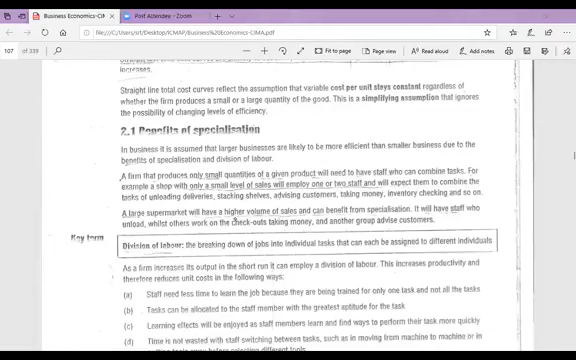 Business Economics-CIMA.pdf
Post Attendee - Zoom
file:///C:/Users/srt/Desktop/ICMAP/Business%20Economics-CIMA.pdf
107 of 339
Fit to page
Page view
Read aloud
Add notes
increases.
Straight line total cost curves reflect the assumption that variable cost per unit stays constant regardless of
whether the firm produces a small or a large quantity of the good. This is a simplifying assumption that ignores
the possibility of changing levels of efficiency.
2.1 Benefits of specialisation
In business it is assumed that larger businesses are likely to be more efficient than smaller business due to the
benefits of specialisation and division of labour.
A firm that produces only small quantities of a given product will need to have staff who can combine tasks. For
example a shop with only a small level of sales will employ one or two staff and will expect them to combine the
tasks of unloading deliveries, stacking shelves, advising customers, taking money, inventory checking and so on.
A large supermarket will have a higher volume of sales and can benefit from specialisation. It will have staff who
unload, whilst others work on the check-outs taking money, and another group advise customers.
Key term
Division of labour: the breaking down of jobs into individual tasks that can each be assigned to different individuals
As a firm increases its output in the short run it can employ a division of labour. This increases productivity and
therefore reduces unit costs in the following ways:
(a) Staff need less time to learn the job because they are being trained for only one task and not all the tasks
(b) Tasks can be allocated to the staff member with the greatest aptitude for the task
(c) Learning effects will be enjoyed as staff members learn and find ways to perform their task more quickly
(d) Time is not wasted with staff switching between tasks, such as in moving from machine to machine or in